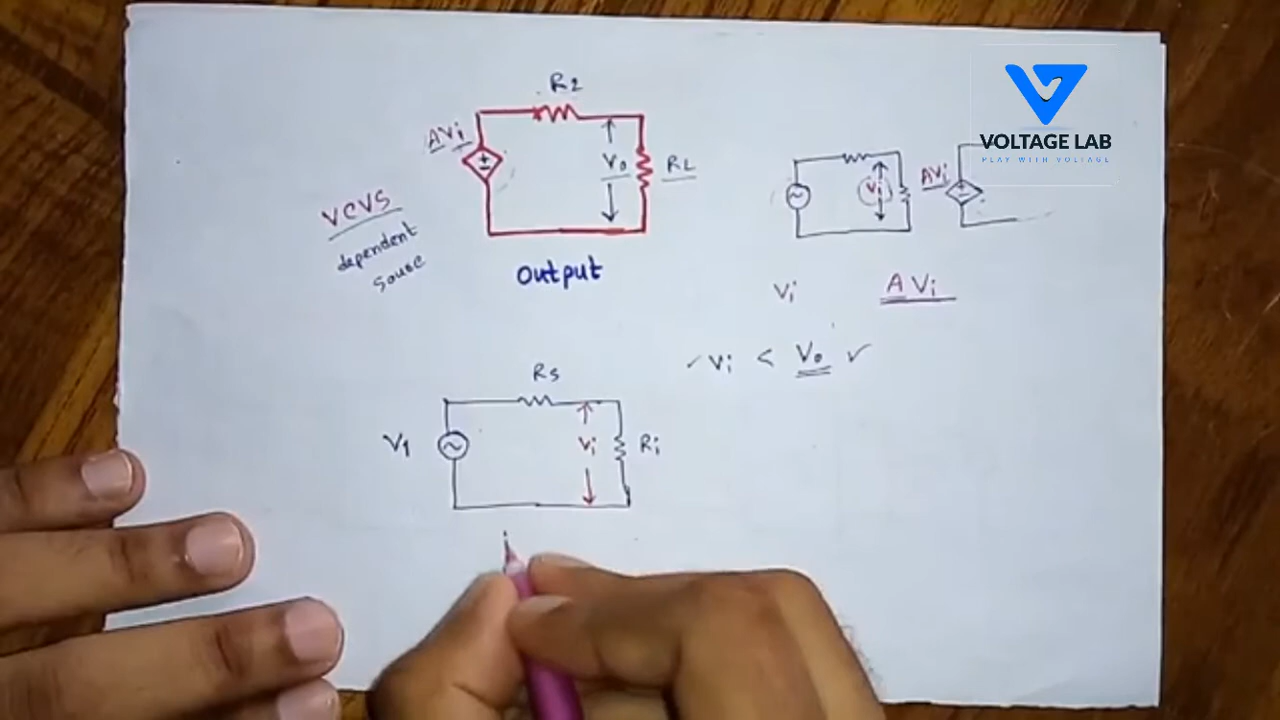 R2
AVi
+
-
Vo
RL
VCVS
dependent
Souce
Output
VOLTAGE LAB
PLAY WITH VOLTAGE
Vi
AVi
+
-
Vi
AVi
Vi < Vo
Rs
V1
Vi
Ri